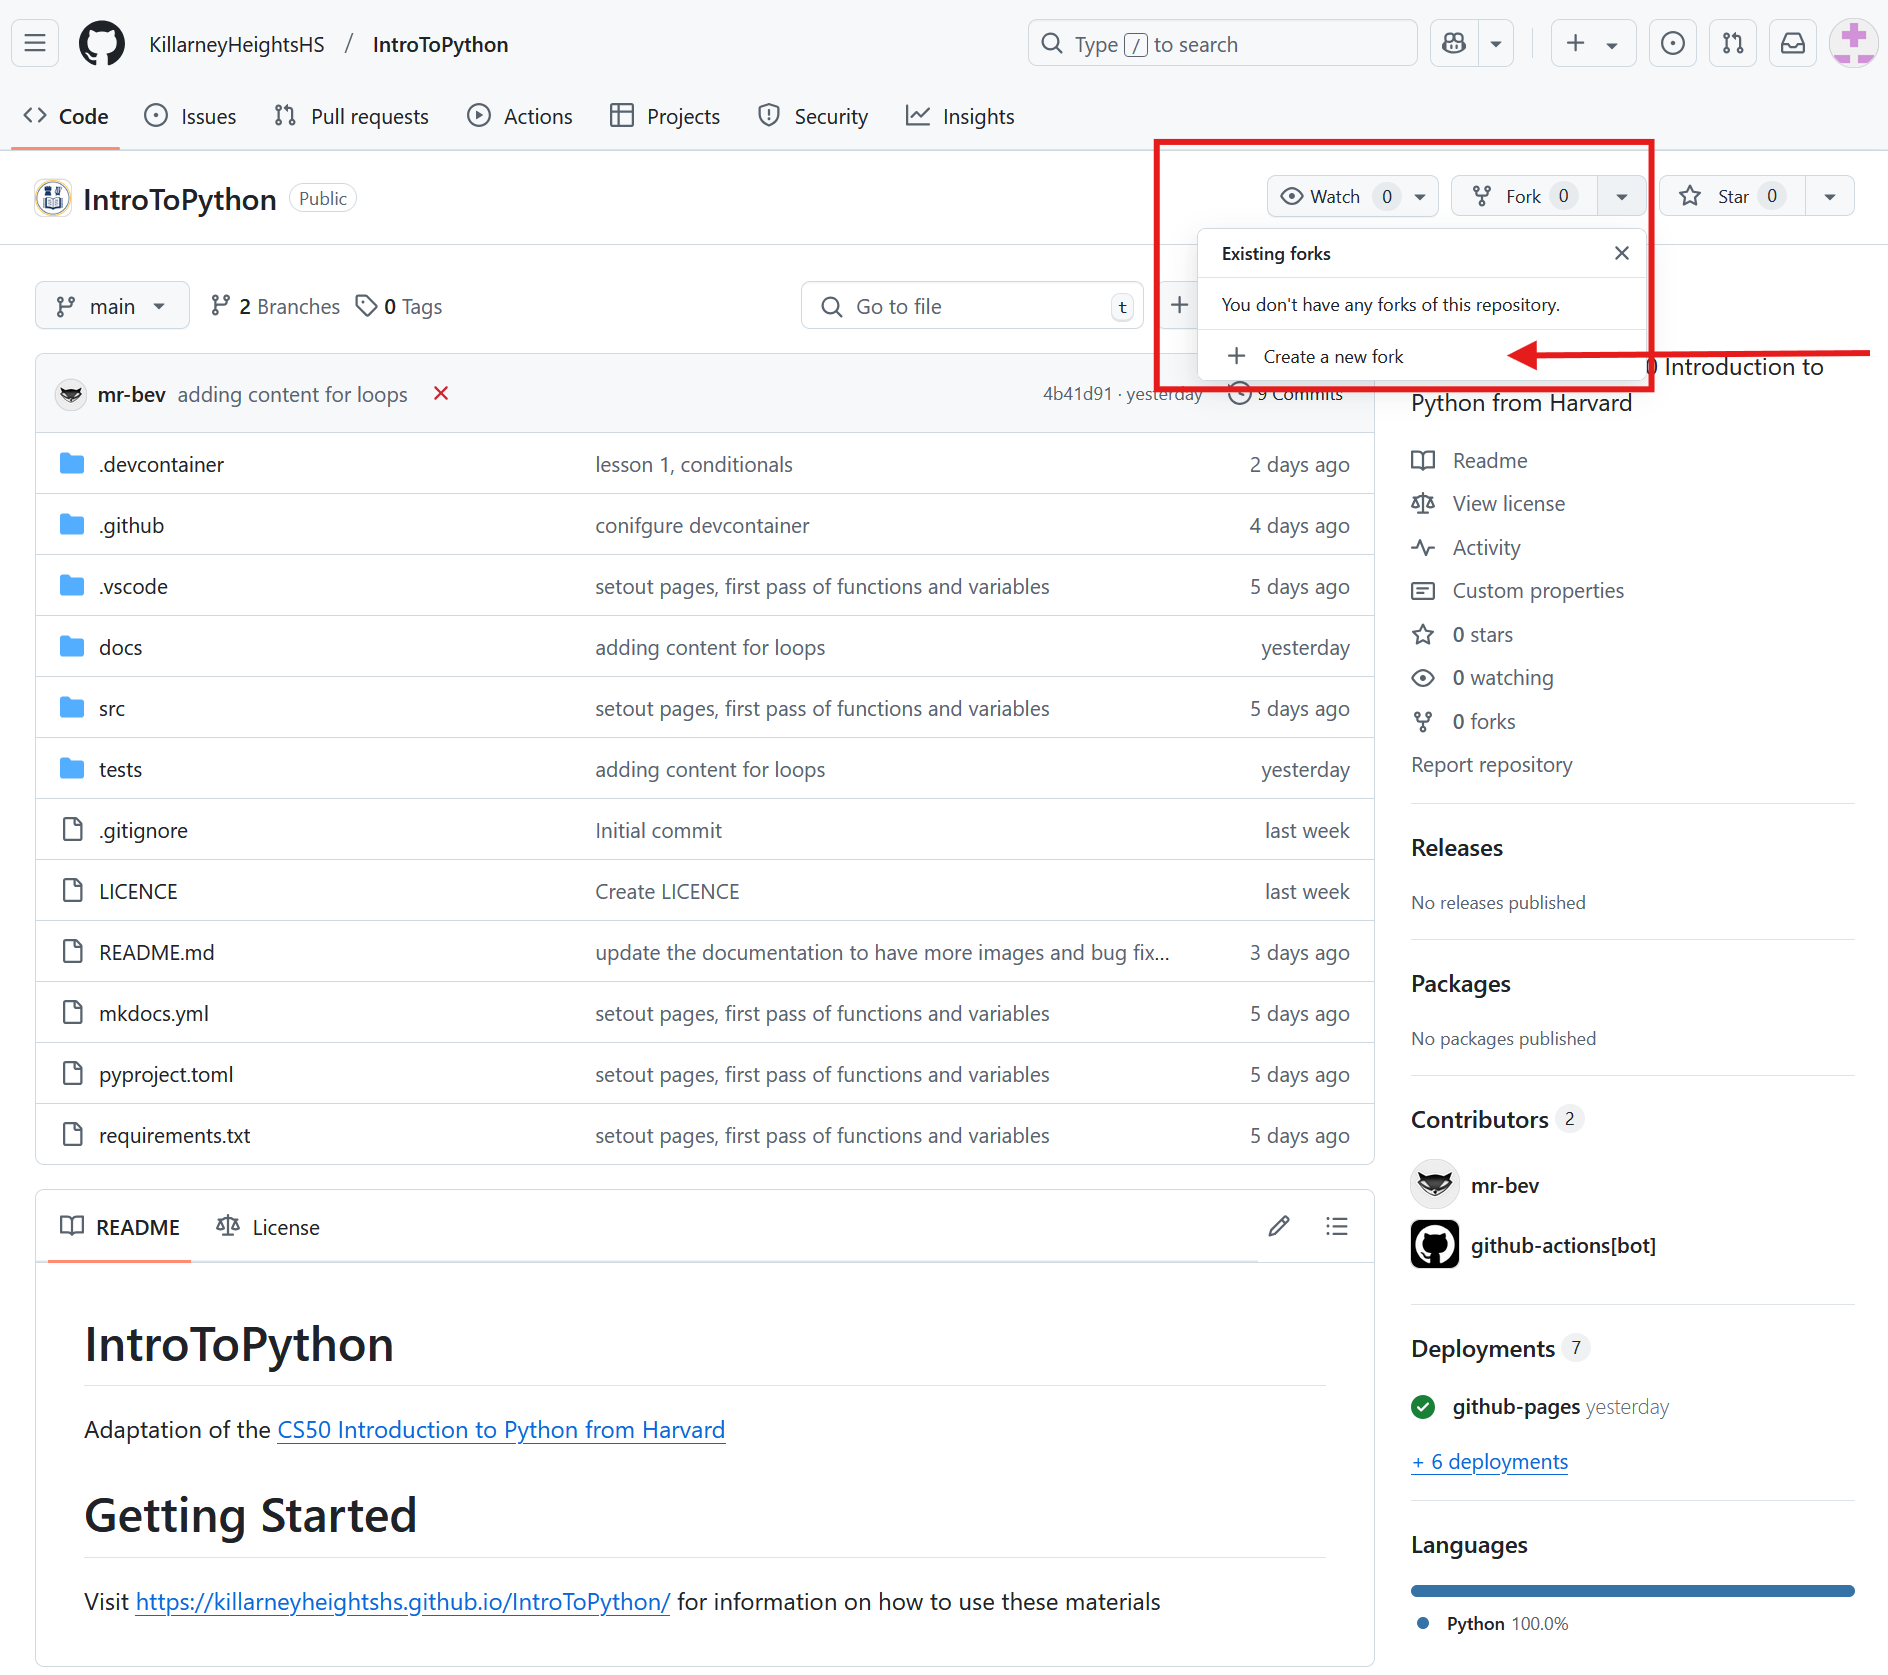 KillarneyHeightsHS / IntroToPython
Type / to search
Code Issues Pull requests Actions Projects Security Insights
IntroToPython Public
Watch 0 Fork 0 Star 0
Existing forks
You don't have any forks of this repository.
Create a new fork
main 2 Branches 0 Tags
Go to file t
mr-bev adding content for loops 4b41d91 · yesterday 9 Commits
.devcontainer lesson 1, conditionals 2 days ago
.github conifgure devcontainer 4 days ago
.vscode setout pages, first pass of functions and variables 5 days ago
docs adding content for loops yesterday
src setout pages, first pass of functions and variables 5 days ago
tests adding content for loops yesterday
.gitignore Initial commit last week
LICENCE Create LICENCE last week
README.md update the documentation to have more images and bug fix... 3 days ago
mkdocs.yml setout pages, first pass of functions and variables 5 days ago
pyproject.toml setout pages, first pass of functions and variables 5 days ago
requirements.txt setout pages, first pass of functions and variables 5 days ago
README License
IntroToPython
Adaptation of the CS50 Introduction to Python from Harvard
Getting Started
Visit https://killarneyheightshs.github.io/IntroToPython/ for information on how to use these materials
0 Introduction to
Python from Harvard
Readme
View license
Activity
Custom properties
0 stars
0 watching
0 forks
Report repository
Releases
No releases published
Packages
No packages published
Contributors 2
mr-bev
github-actions[bot]
Deployments 7
github-pages yesterday
+ 6 deployments
Languages
Python 100.0%